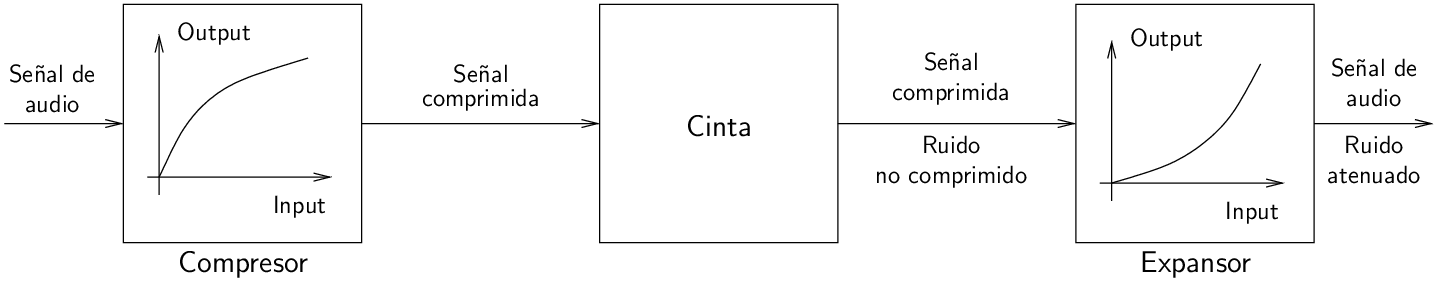 Señal de
audio
Output
Input
Compresor
Señal
comprimida
Cinta
Señal
comprimida
Ruido
no comprimido
Output
Input
Expansor
Señal de
audio
Ruido
atenuado